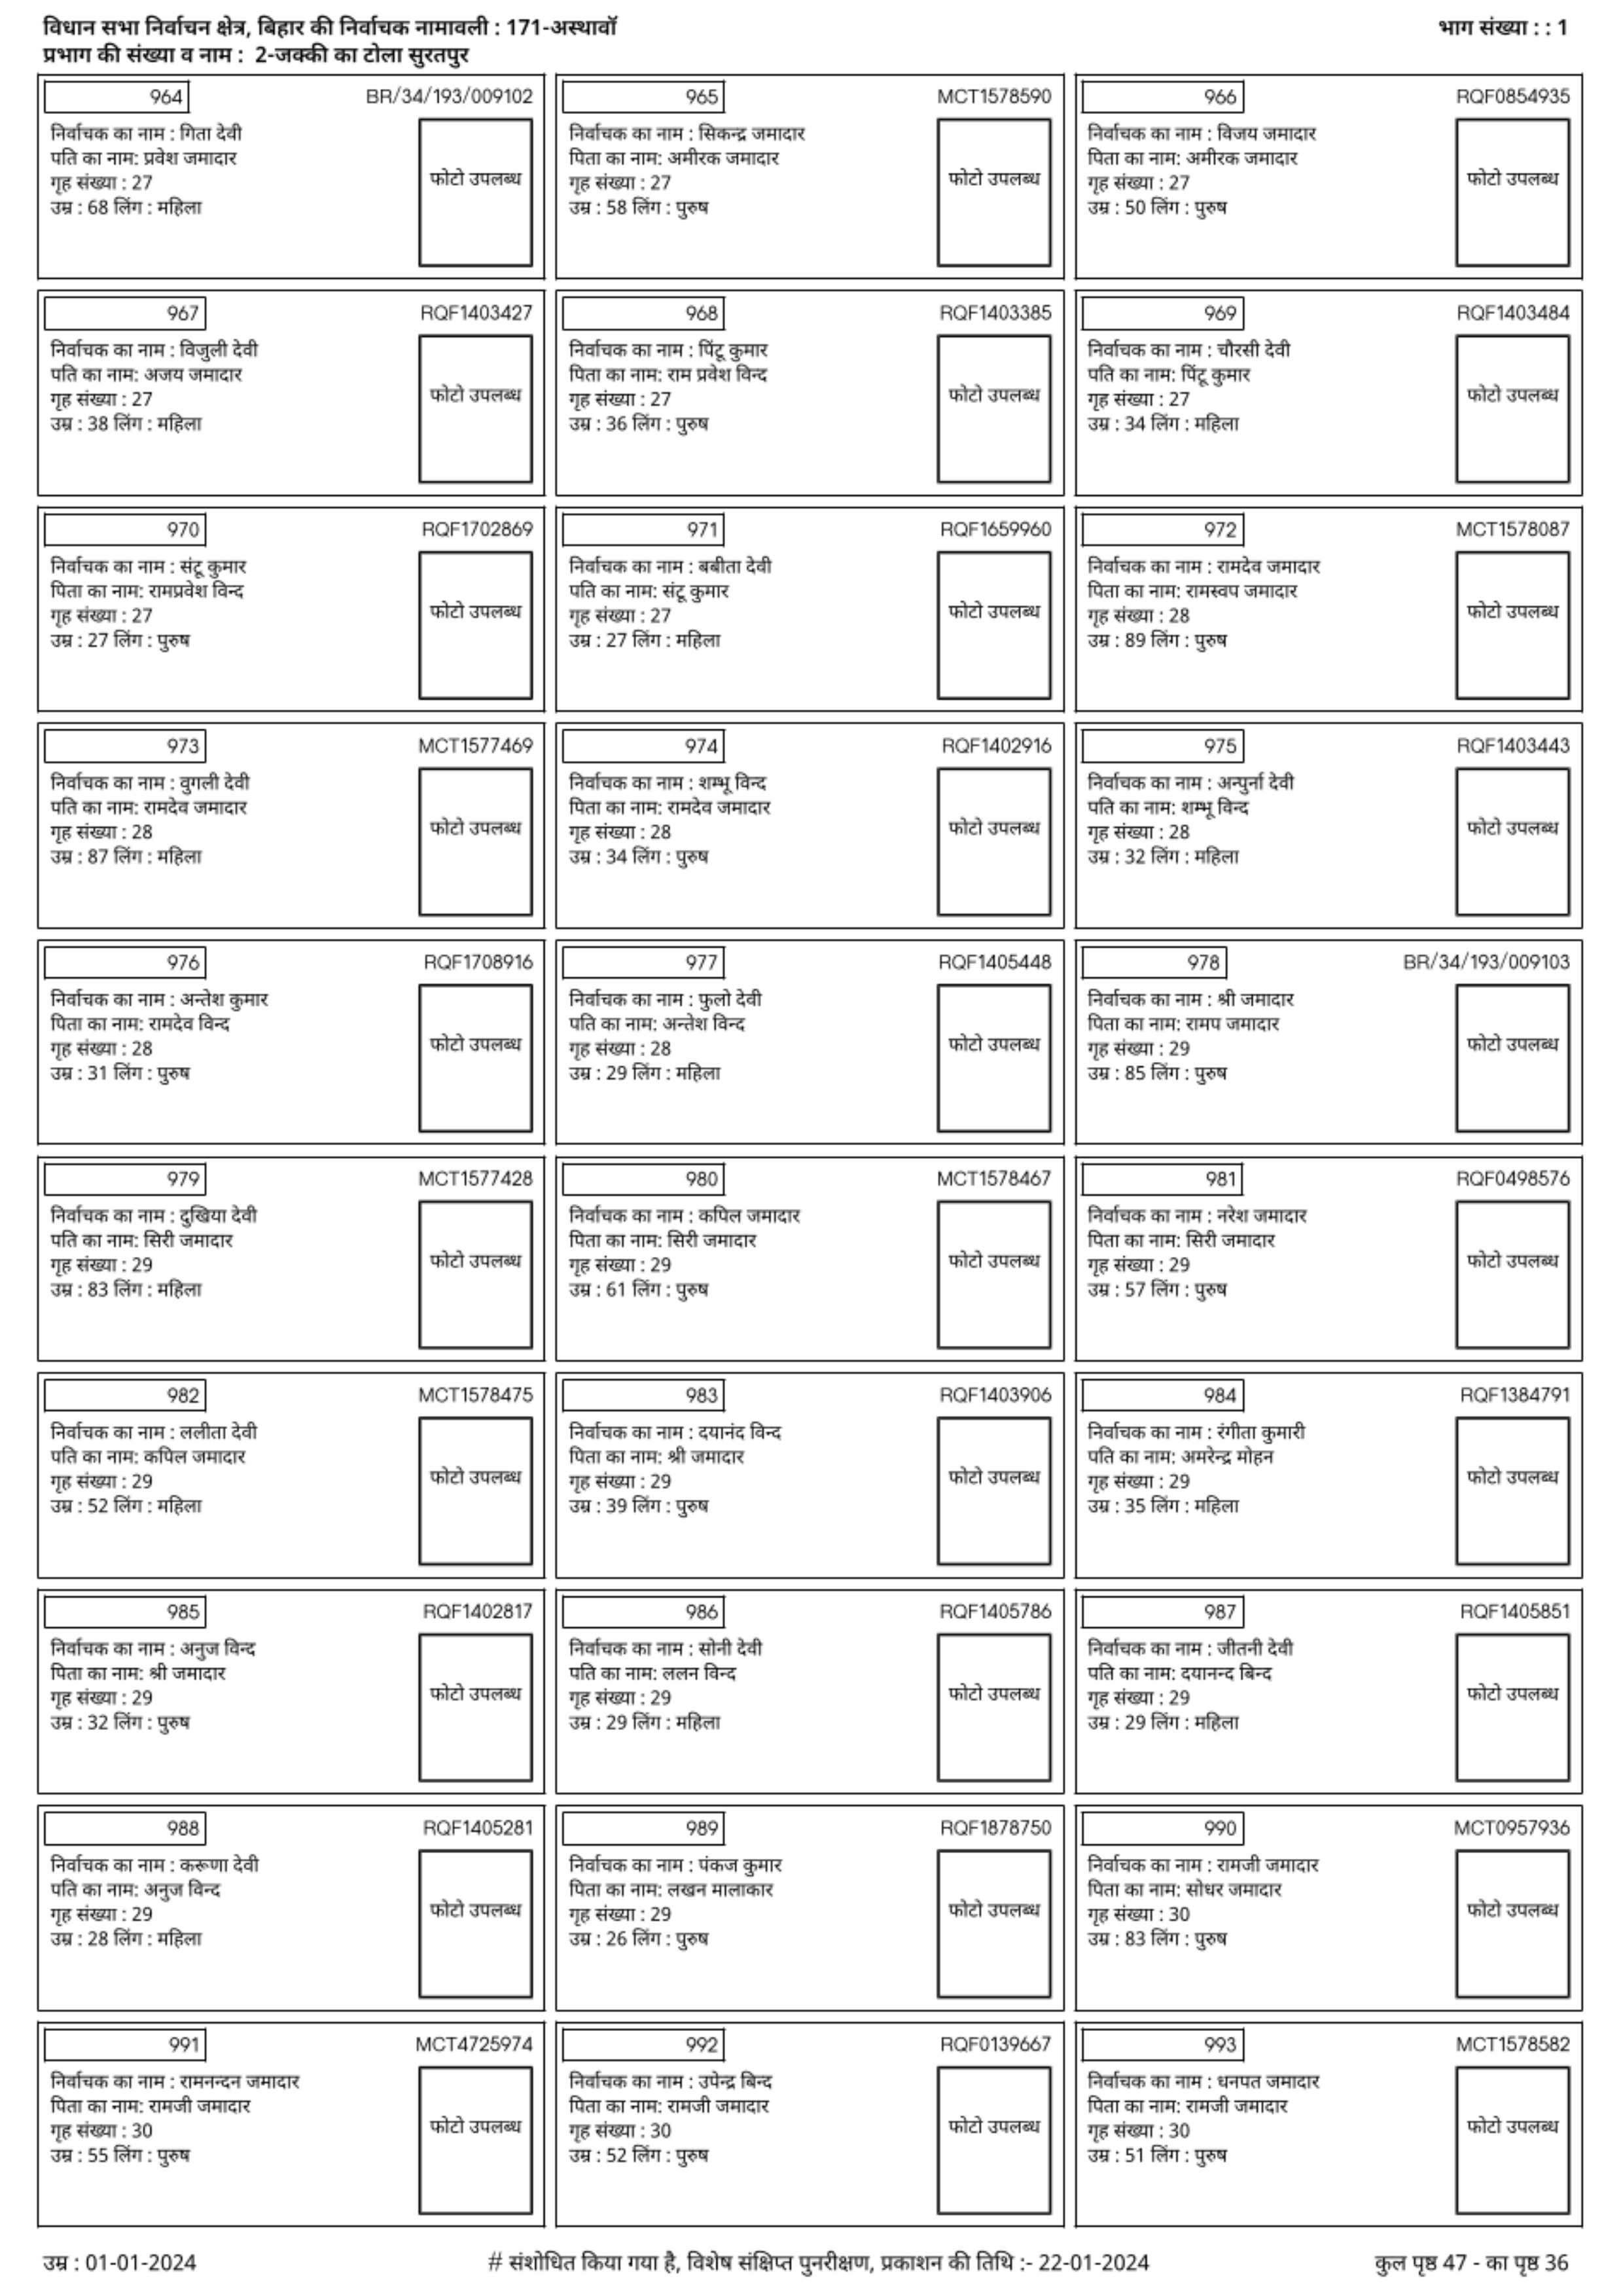 विधान सभा निर्वाचन क्षेत्र, बिहार की निर्वाचक नामावली : 171-अस्थावॉ
भाग संख्या : : 1
प्रभाग की संख्या व नाम : 2-जक्की का टोला सुरतपुर
964 BR/34/193/009102
निर्वाचक का नाम : गिता देवी
पति का नाम: प्रवेश जमादार
गृह संख्या : 27
उम्र : 68 लिंग : महिला
फोटो उपलब्ध
965 MCT1578590
निर्वाचक का नाम : सिकन्द्र जमादार
पिता का नाम: अमीरक जमादार
गृह संख्या : 27
उम्र : 58 लिंग : पुरुष
फोटो उपलब्ध
966 RQF0854935
निर्वाचक का नाम : विजय जमादार
पिता का नाम: अमीरक जमादार
गृह संख्या : 27
उम्र : 50 लिंग : पुरुष
फोटो उपलब्ध
967 RQF1403427
निर्वाचक का नाम : विजुली देवी
पति का नाम: अजय जमादार
गृह संख्या : 27
उम्र : 38 लिंग : महिला
फोटो उपलब्ध
968 RQF1403385
निर्वाचक का नाम : पिंटू कुमार
पिता का नाम: राम प्रवेश विन्द
गृह संख्या : 27
उम्र : 36 लिंग : पुरुष
फोटो उपलब्ध
969 RQF1403484
निर्वाचक का नाम : चौरसी देवी
पति का नाम: पिंटू कुमार
गृह संख्या : 27
उम्र : 34 लिंग : महिला
फोटो उपलब्ध
970 RQF1702869
निर्वाचक का नाम : संटू कुमार
पिता का नाम: रामप्रवेश विन्द
गृह संख्या : 27
उम्र : 27 लिंग : पुरुष
फोटो उपलब्ध
971 RQF1659960
निर्वाचक का नाम : बबीता देवी
पति का नाम: संटू कुमार
गृह संख्या : 27
उम्र : 27 लिंग : महिला
फोटो उपलब्ध
972 MCT1578087
निर्वाचक का नाम : रामदेव जमादार
पिता का नाम: रामस्वप जमादार
गृह संख्या : 28
उम्र : 89 लिंग : पुरुष
फोटो उपलब्ध
973 MCT1577469
निर्वाचक का नाम : वुगली देवी
पति का नाम: रामदेव जमादार
गृह संख्या : 28
उम्र : 87 लिंग : महिला
फोटो उपलब्ध
974 RQF1402916
निर्वाचक का नाम : शम्भू विन्द
पिता का नाम: रामदेव जमादार
गृह संख्या : 28
उम्र : 34 लिंग : पुरुष
फोटो उपलब्ध
975 RQF1403443
निर्वाचक का नाम : अन्पुर्ना देवी
पति का नाम: शम्भू विन्द
गृह संख्या : 28
उम्र : 32 लिंग : महिला
फोटो उपलब्ध
976 RQF1708916
निर्वाचक का नाम : अन्तेश कुमार
पिता का नाम: रामदेव विन्द
गृह संख्या : 28
उम्र : 31 लिंग : पुरुष
फोटो उपलब्ध
977 RQF1405448
निर्वाचक का नाम : फुलो देवी
पति का नाम: अन्तेश विन्द
गृह संख्या : 28
उम्र : 29 लिंग : महिला
फोटो उपलब्ध
978 BR/34/193/009103
निर्वाचक का नाम : श्री जमादार
पिता का नाम: रामप जमादार
गृह संख्या : 29
उम्र : 85 लिंग : पुरुष
फोटो उपलब्ध
979 MCT1577428
निर्वाचक का नाम : दुखिया देवी
पति का नाम: सिरी जमादार
गृह संख्या : 29
उम्र : 83 लिंग : महिला
फोटो उपलब्ध
980 MCT1578467
निर्वाचक का नाम : कपिल जमादार
पिता का नाम: सिरी जमादार
गृह संख्या : 29
उम्र : 61 लिंग : पुरुष
फोटो उपलब्ध
981 RQF0498576
निर्वाचक का नाम : नरेश जमादार
पिता का नाम: सिरी जमादार
गृह संख्या : 29
उम्र : 57 लिंग : पुरुष
फोटो उपलब्ध
982 MCT1578475
निर्वाचक का नाम : ललीता देवी
पति का नाम: कपिल जमादार
गृह संख्या : 29
उम्र : 52 लिंग : महिला
फोटो उपलब्ध
983 RQF1403906
निर्वाचक का नाम : दयानंद विन्द
पिता का नाम: श्री जमादार
गृह संख्या : 29
उम्र : 39 लिंग : पुरुष
फोटो उपलब्ध
984 RQF1384791
निर्वाचक का नाम : रंगीता कुमारी
पति का नाम: अमरेन्द्र मोहन
गृह संख्या : 29
उम्र : 35 लिंग : महिला
फोटो उपलब्ध
985 RQF1402817
निर्वाचक का नाम : अनुज विन्द
पिता का नाम: श्री जमादार
गृह संख्या : 29
उम्र : 32 लिंग : पुरुष
फोटो उपलब्ध
986 RQF1405786
निर्वाचक का नाम : सोनी देवी
पति का नाम: ललन विन्द
गृह संख्या : 29
उम्र : 29 लिंग : महिला
फोटो उपलब्ध
987 RQF1405851
निर्वाचक का नाम : जीतनी देवी
पति का नाम: दयानन्द बिन्द
गृह संख्या : 29
उम्र : 29 लिंग : महिला
फोटो उपलब्ध
988 RQF1405281
निर्वाचक का नाम : करूणा देवी
पति का नाम: अनुज विन्द
गृह संख्या : 29
उम्र : 28 लिंग : महिला
फोटो उपलब्ध
989 RQF1878750
निर्वाचक का नाम : पंकज कुमार
पिता का नाम: लखन मालाकार
गृह संख्या : 29
उम्र : 26 लिंग : पुरुष
फोटो उपलब्ध
990 MCT0957936
निर्वाचक का नाम : रामजी जमादार
पिता का नाम: सोधर जमादार
गृह संख्या : 30
उम्र : 83 लिंग : पुरुष
फोटो उपलब्ध
991 MCT4725974
निर्वाचक का नाम : रामनन्दन जमादार
पिता का नाम: रामजी जमादार
गृह संख्या : 30
उम्र : 55 लिंग : पुरुष
फोटो उपलब्ध
992 RQF0139667
निर्वाचक का नाम : उपेन्द्र बिन्द
पिता का नाम: रामजी जमादार
गृह संख्या : 30
उम्र : 52 लिंग : पुरुष
फोटो उपलब्ध
993 MCT1578582
निर्वाचक का नाम : धनपत जमादार
पिता का नाम: रामजी जमादार
गृह संख्या : 30
उम्र : 51 लिंग : पुरुष
फोटो उपलब्ध
उम्र : 01-01-2024
# संशोधित किया गया है, विशेष संक्षिप्त पुनरीक्षण, प्रकाशन की तिथि :- 22-01-2024
कुल पृष्ठ 47 - का पृष्ठ 36